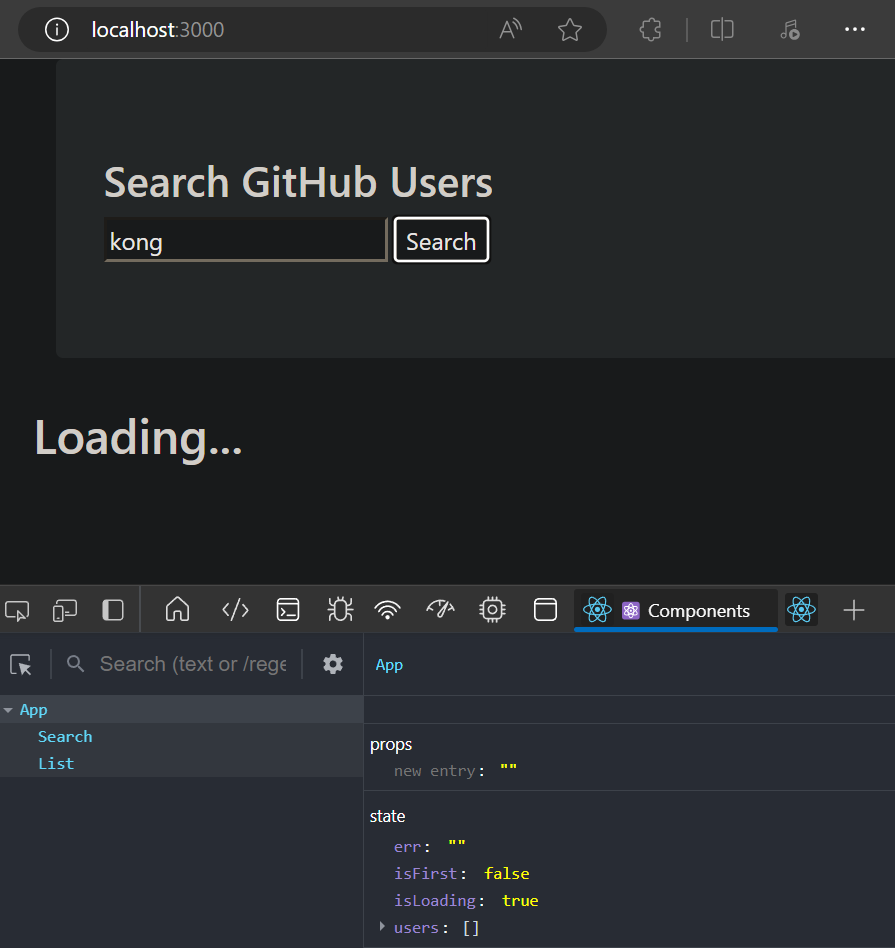 localhost:3000
Search GitHub Users
kong Search
Loading...
Components
Search (text or /rege
App
App
Search
List
props
new entry: ""
state
err: ""
isFirst: false
isLoading: true
users: []